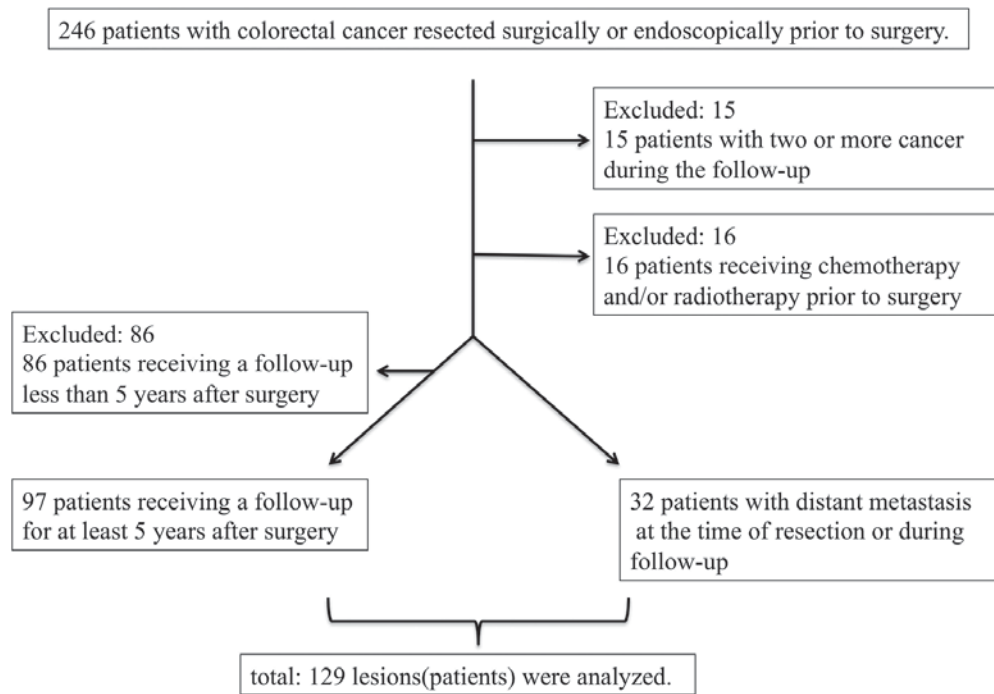 246 patients with colorectal cancer resected surgically or endoscopically prior to surgery.
Excluded: 15
15 patients with two or more cancer
during the follow-up
Excluded: 16
16 patients receiving chemotherapy
and/or radiotherapy prior to surgery
Excluded: 86
86 patients receiving a follow-up
less than 5 years after surgery
97 patients receiving a follow-up
for at least 5 years after surgery
32 patients with distant metastasis
at the time of resection or during
follow-up
total: 129 lesions(patients) were analyzed.